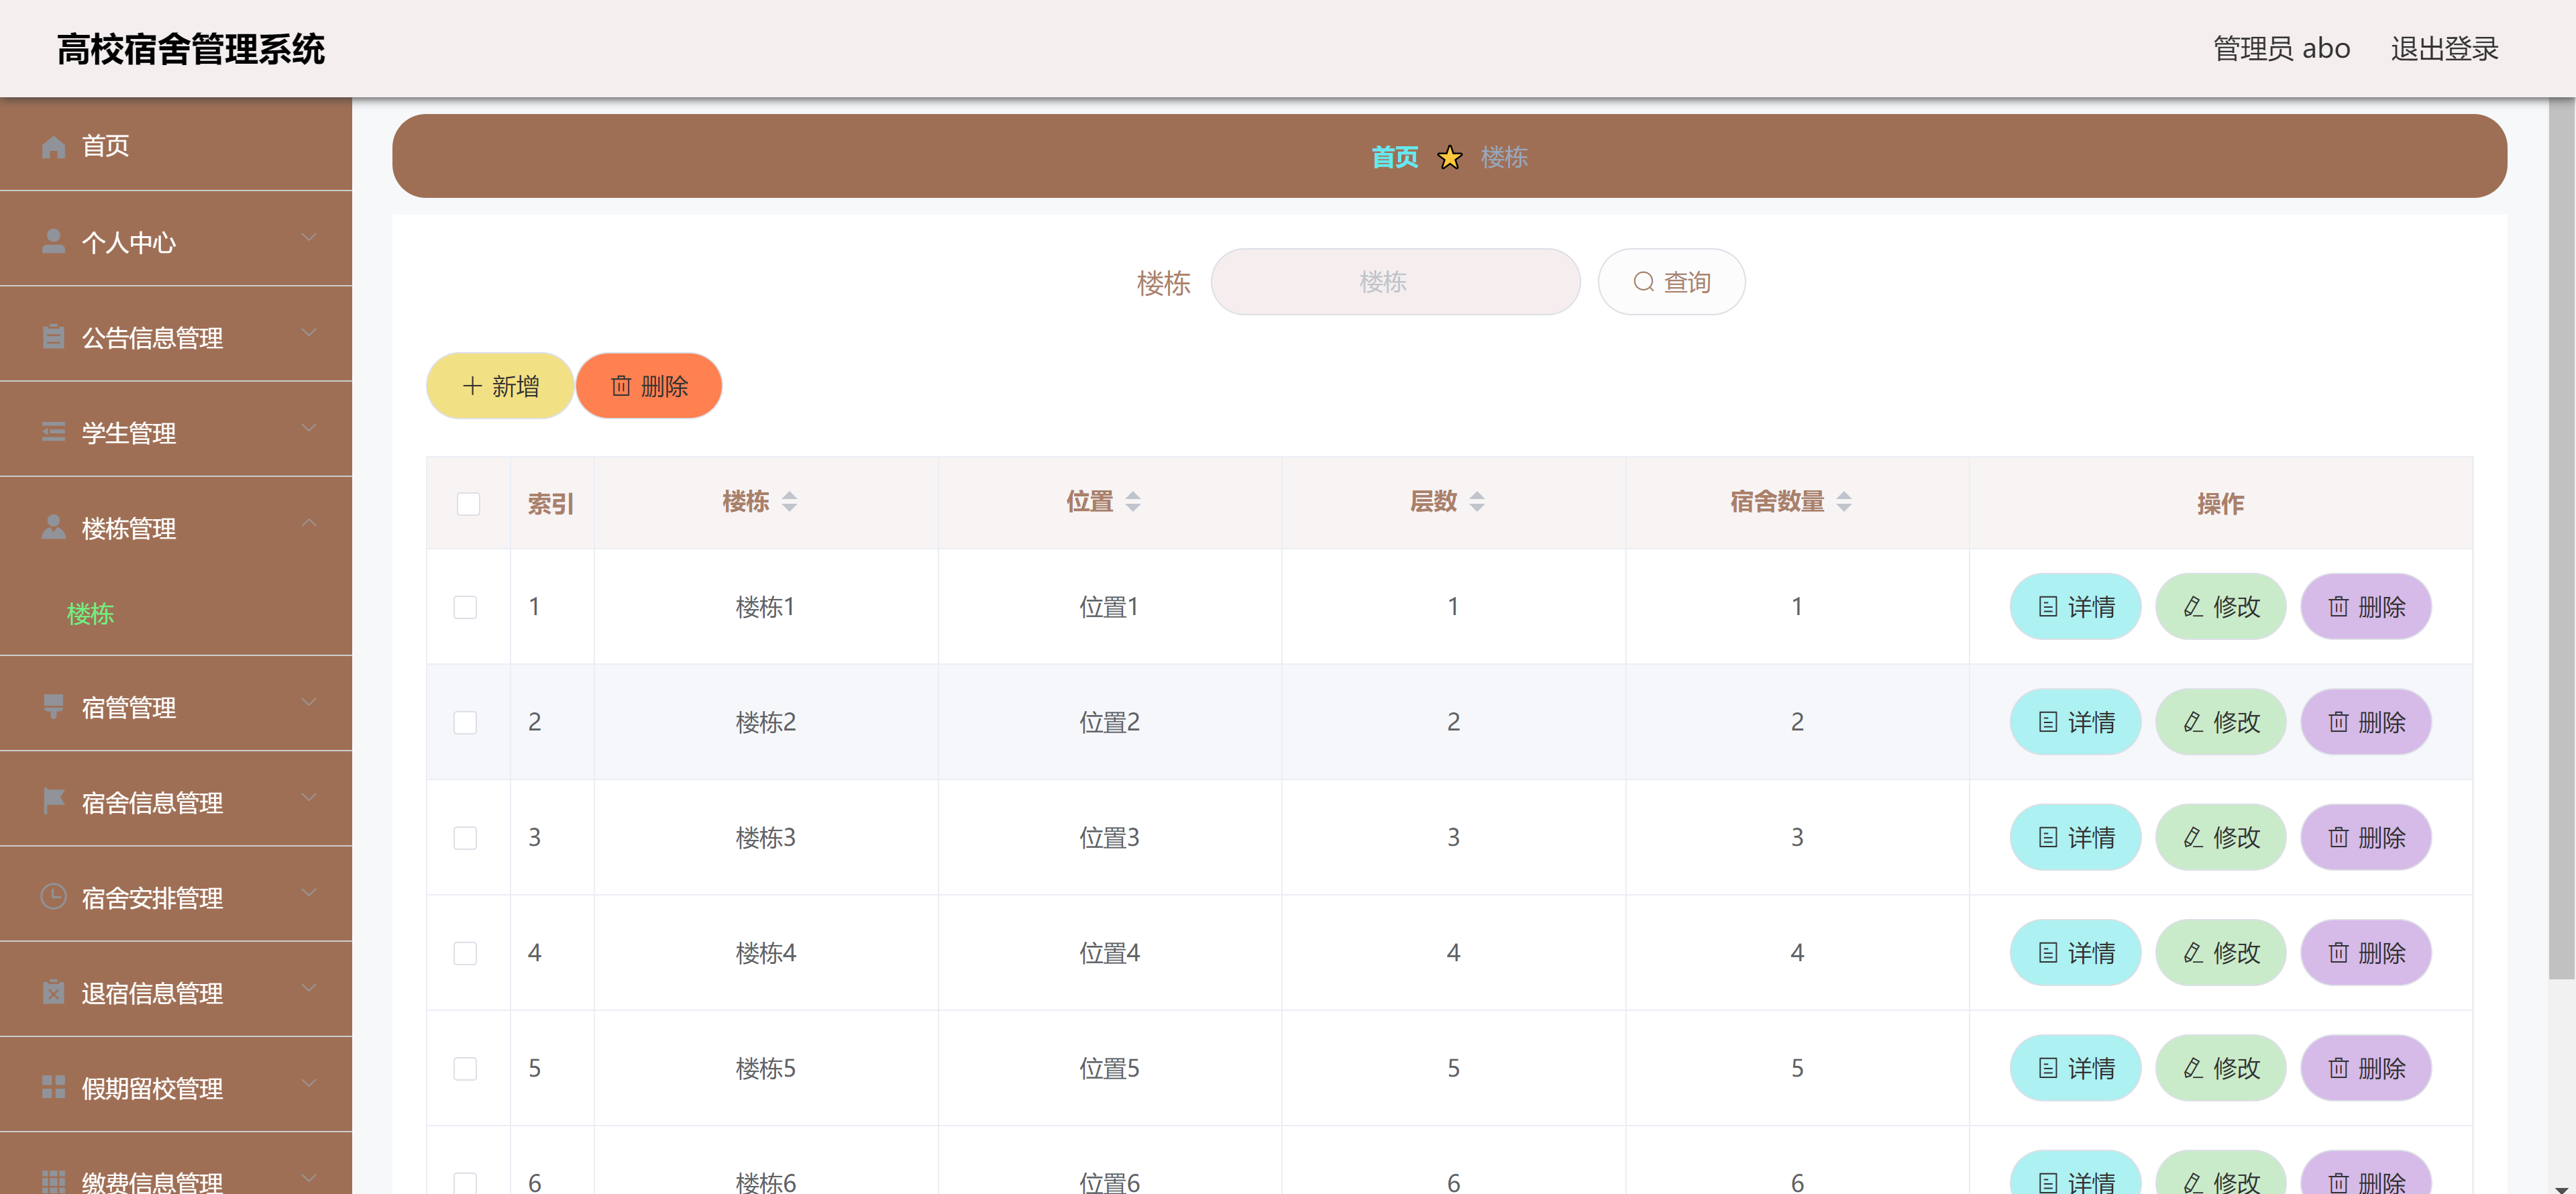 高校宿舍管理系统
管理员 abo 退出登录
首页
个人中心
公告信息管理
学生管理
楼栋管理
楼栋
宿管管理
宿舍信息管理
宿舍安排管理
退宿信息管理
假期留校管理
缴费信息管理
首页 楼栋
楼栋 楼栋 查询
新增 删除
索引 楼栋 位置 层数 宿舍数量 操作
1 楼栋1 位置1 1 1 详情 修改 删除
2 楼栋2 位置2 2 2 详情 修改 删除
3 楼栋3 位置3 3 3 详情 修改 删除
4 楼栋4 位置4 4 4 详情 修改 删除
5 楼栋5 位置5 5 5 详情 修改 删除
6 楼栋6 位置6 6 6 详情 修改 删除